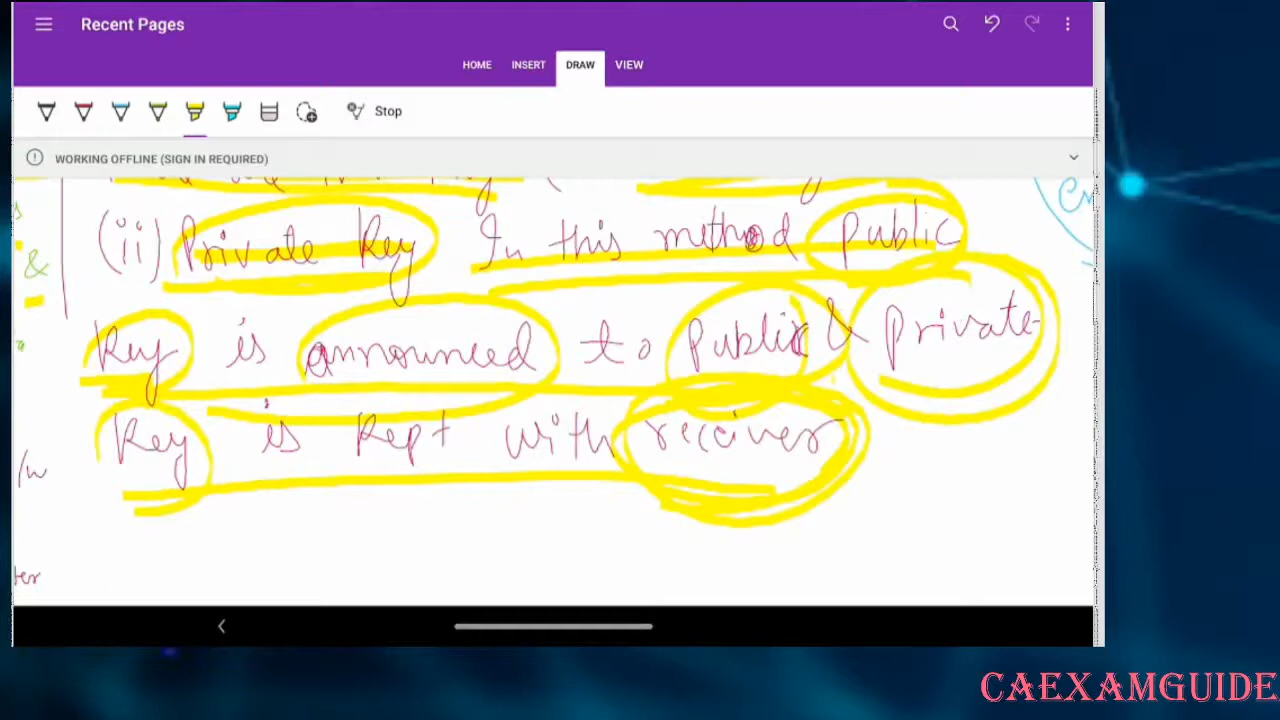 Recent Pages
HOME INSERT DRAW VIEW
Stop
WORKING OFFLINE (SIGN IN REQUIRED)
(ii) Private Key In this method Public
&
Key is announced to Public & Private
Key is Kept with receiver
/w
ter
CAEXAMGUIDE